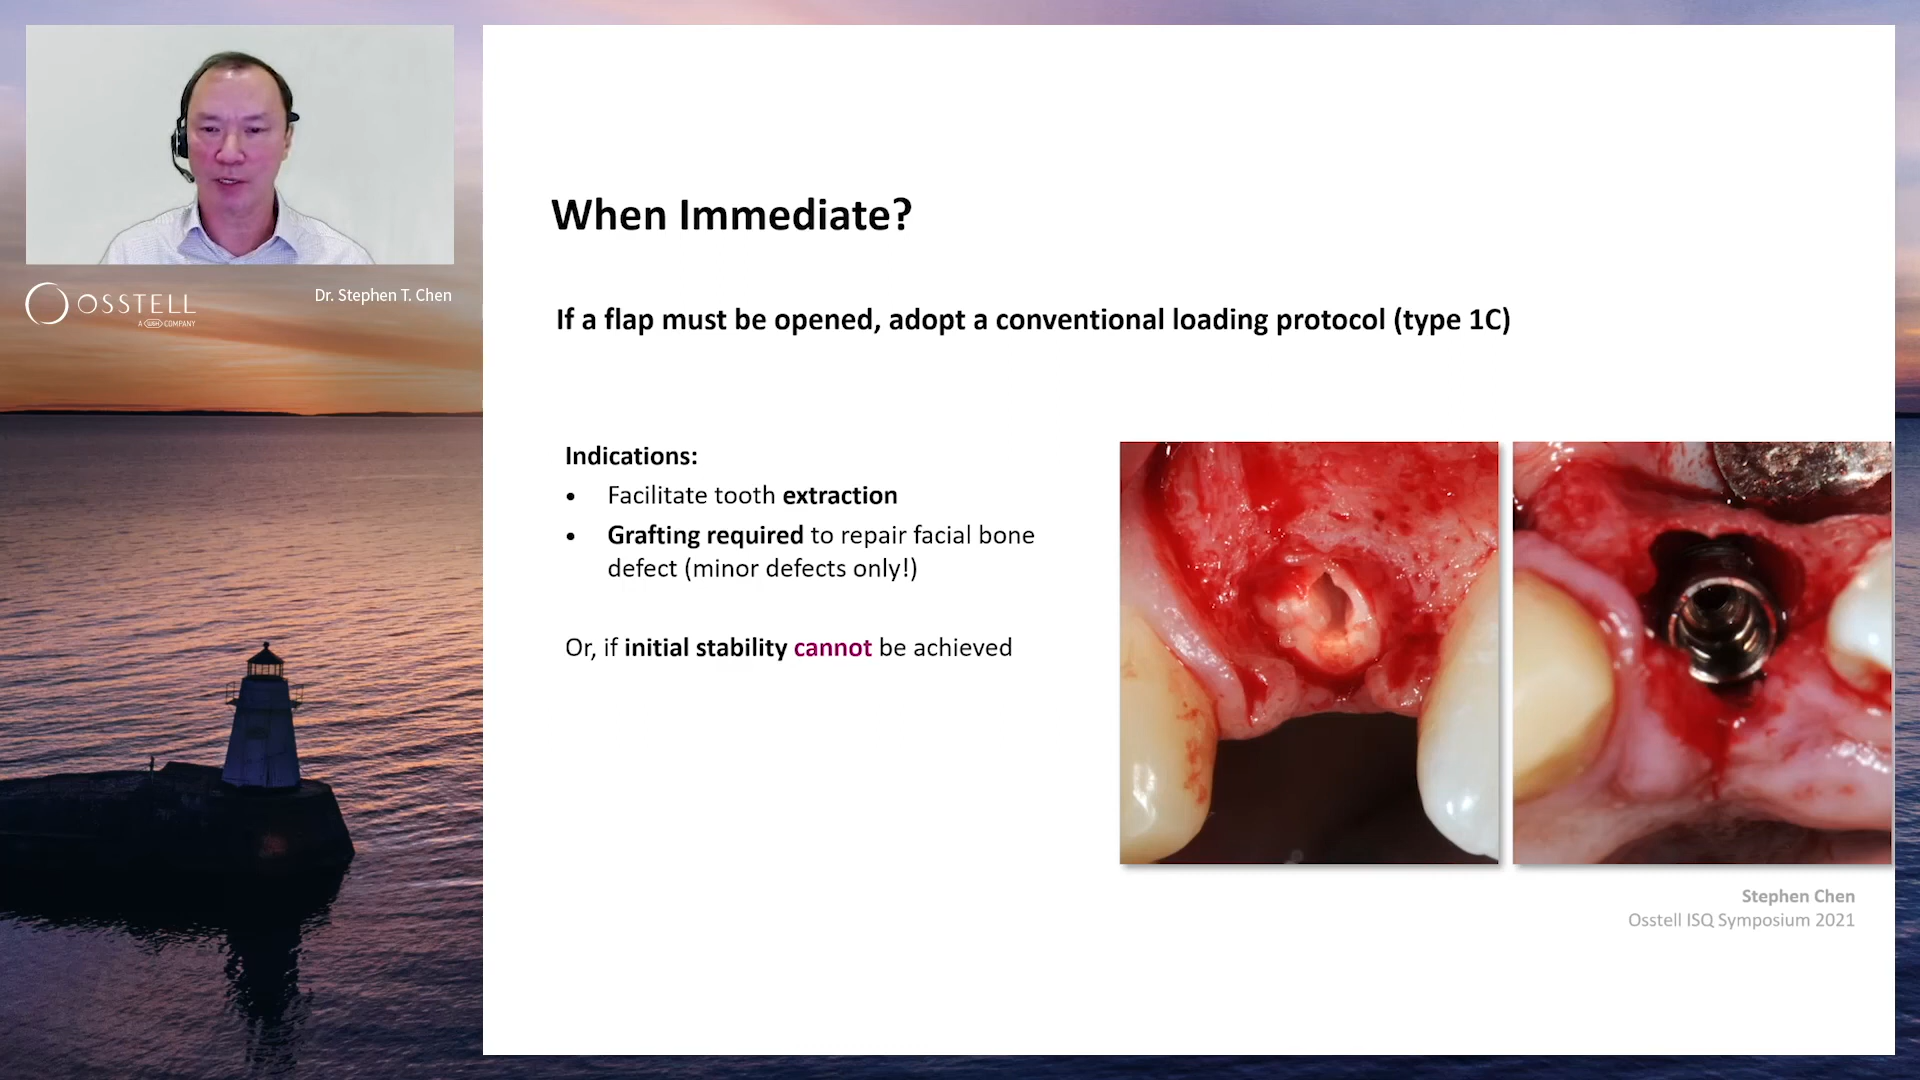 OSSTELL
A W&H COMPANY
Dr. Stephen T. Chen
When Immediate?
If a flap must be opened, adopt a conventional loading protocol (type 1C)
Indications:
• Facilitate tooth extraction
• Grafting required to repair facial bone
defect (minor defects only!)
Or, if initial stability cannot be achieved
Stephen Chen
Osstell ISQ Symposium 2021